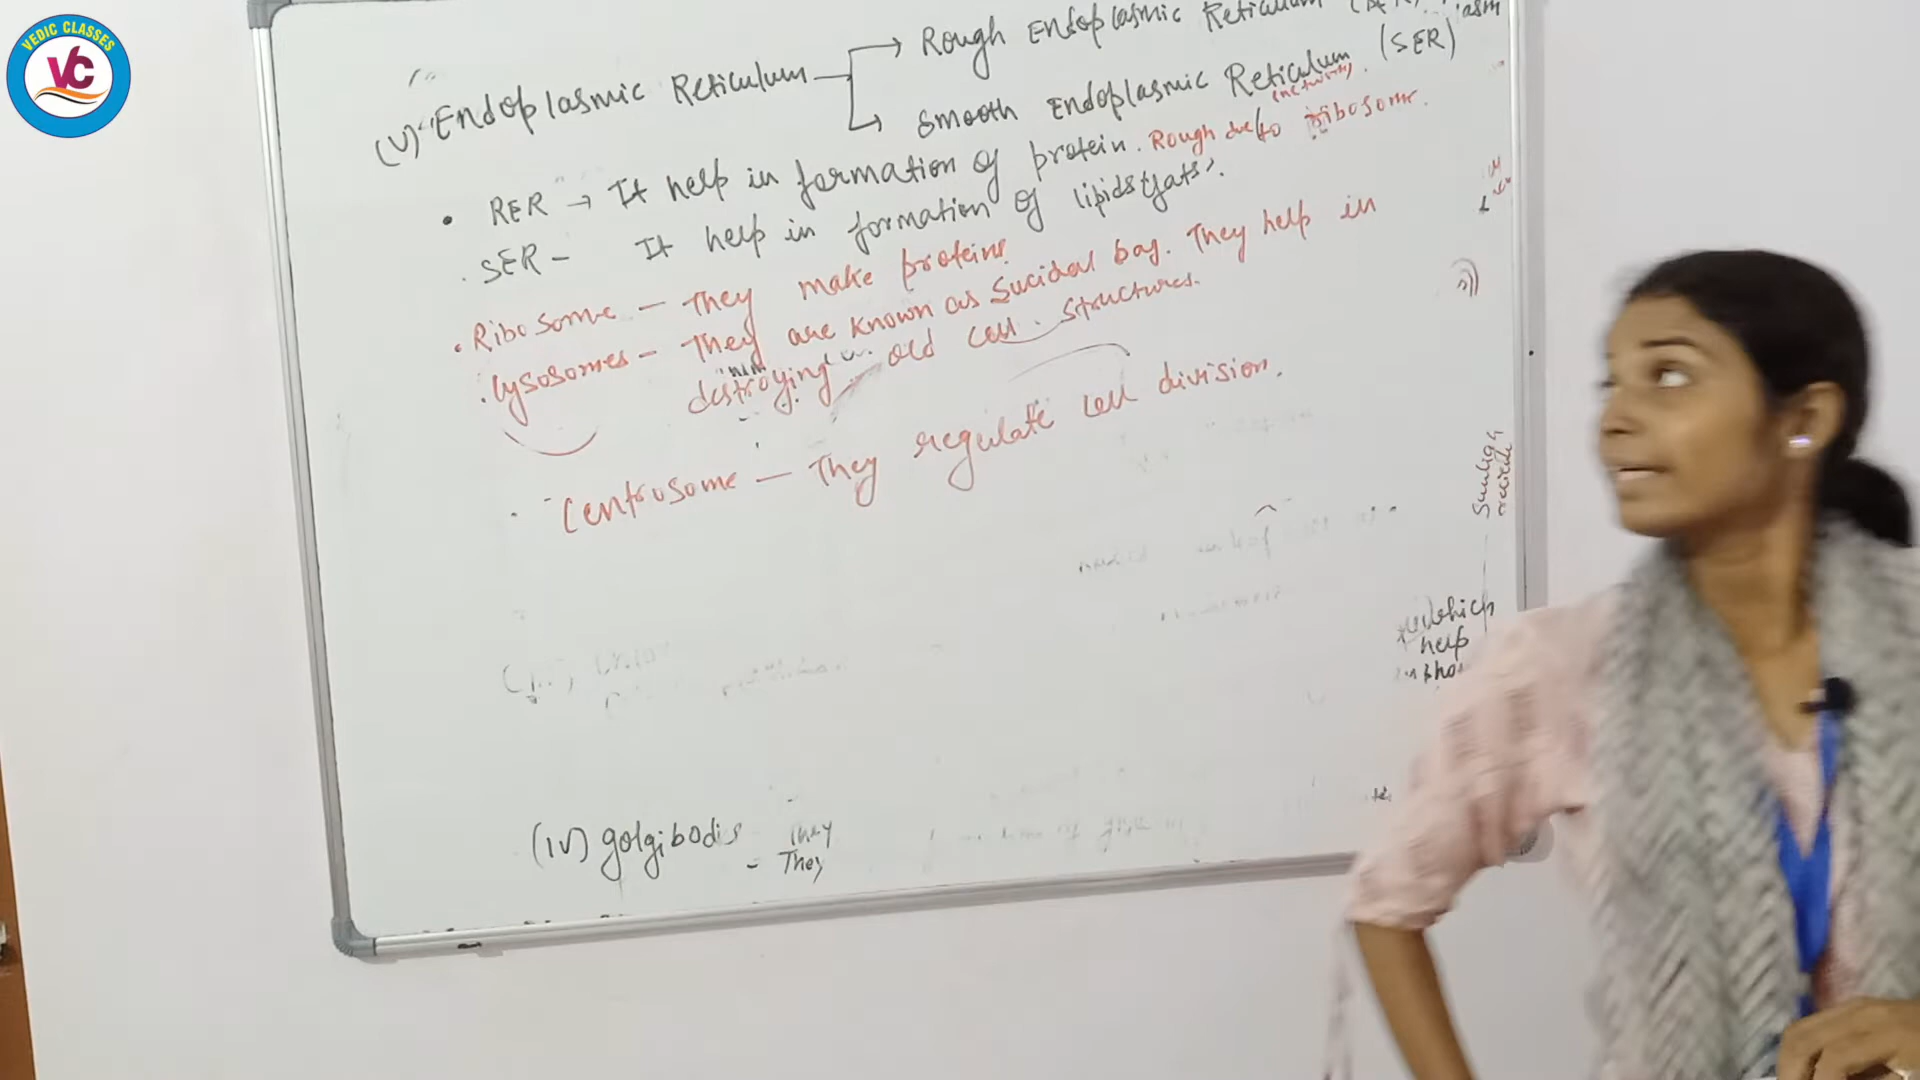 VEDIC CLASSES
VC
Rough Endoplasmic Reticulum
(V) Endoplasmic Reticulum
Smooth Endoplasmic Reticulum (SER)
RER → It help in formation of protein. Rough due to ribosome.
SER - It help in formation of lipids fats.
Ribosome - They make proteins.
Lysosomes - They are known as Sucidal bag. They help in
destroying old cell structures.
Centrosome - They regulate cell division.
which
help
(IV) golgibodis - They
They